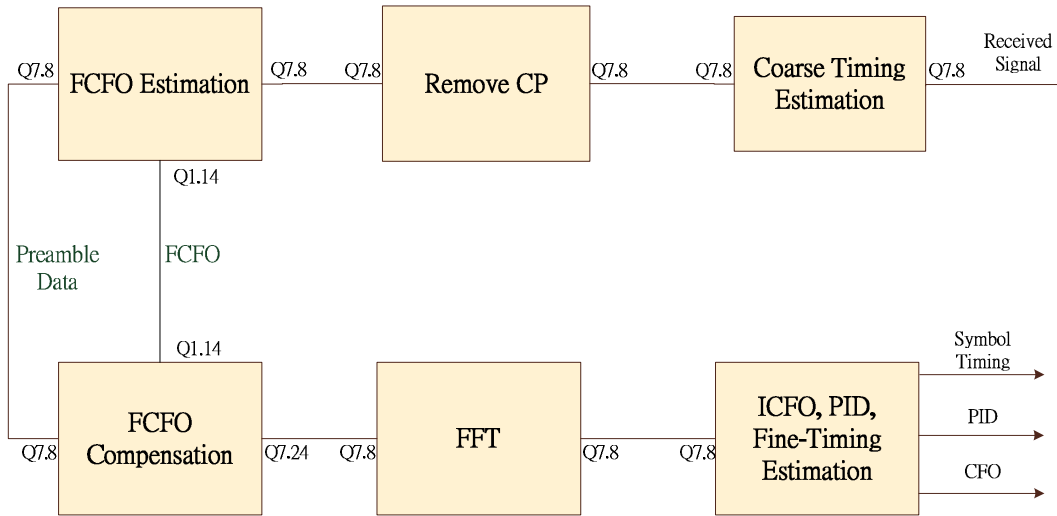 Q7.8
FCFO Estimation
Q7.8
Q7.8
Remove CP
Q7.8
Q7.8
Coarse Timing
Estimation
Q7.8
Received
Signal
Q1.14
Preamble
Data
FCFO
Q1.14
Q7.8
FCFO
Compensation
Q7.24
Q7.8
FFT
Q7.8
Q7.8
ICFO, PID,
Fine-Timing
Estimation
Symbol
Timing
PID
CFO